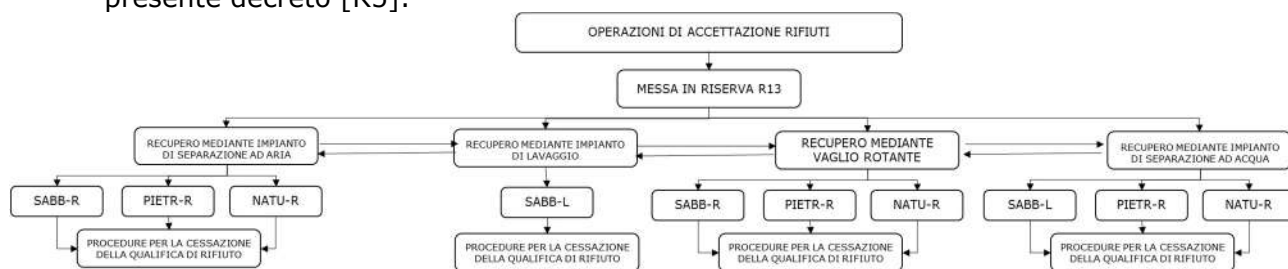 presente decreto [R5].
OPERAZIONI DI ACCETTAZIONE RIFIUTI
MESSA IN RISERVA R13
RECUPERO MEDIANTE IMPIANTO
DI SEPARAZIONE AD ARIA
RECUPERO MEDIANTE IMPIANTO
DI LAVAGGIO
RECUPERO MEDIANTE
VAGLIO ROTANTE
RECUPERO MEDIANTE IMPIANTO
DI SEPARAZIONE AD ACQUA
SABB-R
PIETR-R
NATU-R
SABB-L
SABB-R
PIETR-R
NATU-R
SABB-L
PIETR-R
NATU-R
PROCEDURE PER LA CESSAZIONE
DELLA QUALIFICA DI RIFIUTO
PROCEDURE PER LA CESSAZIONE
DELLA QUALIFICA DI RIFIUTO
PROCEDURE PER LA CESSAZIONE
DELLA QUALIFICA DI RIFIUTO
PROCEDURE PER LA CESSAZIONE
DELLA QUALIFICA DI RIFIUTO